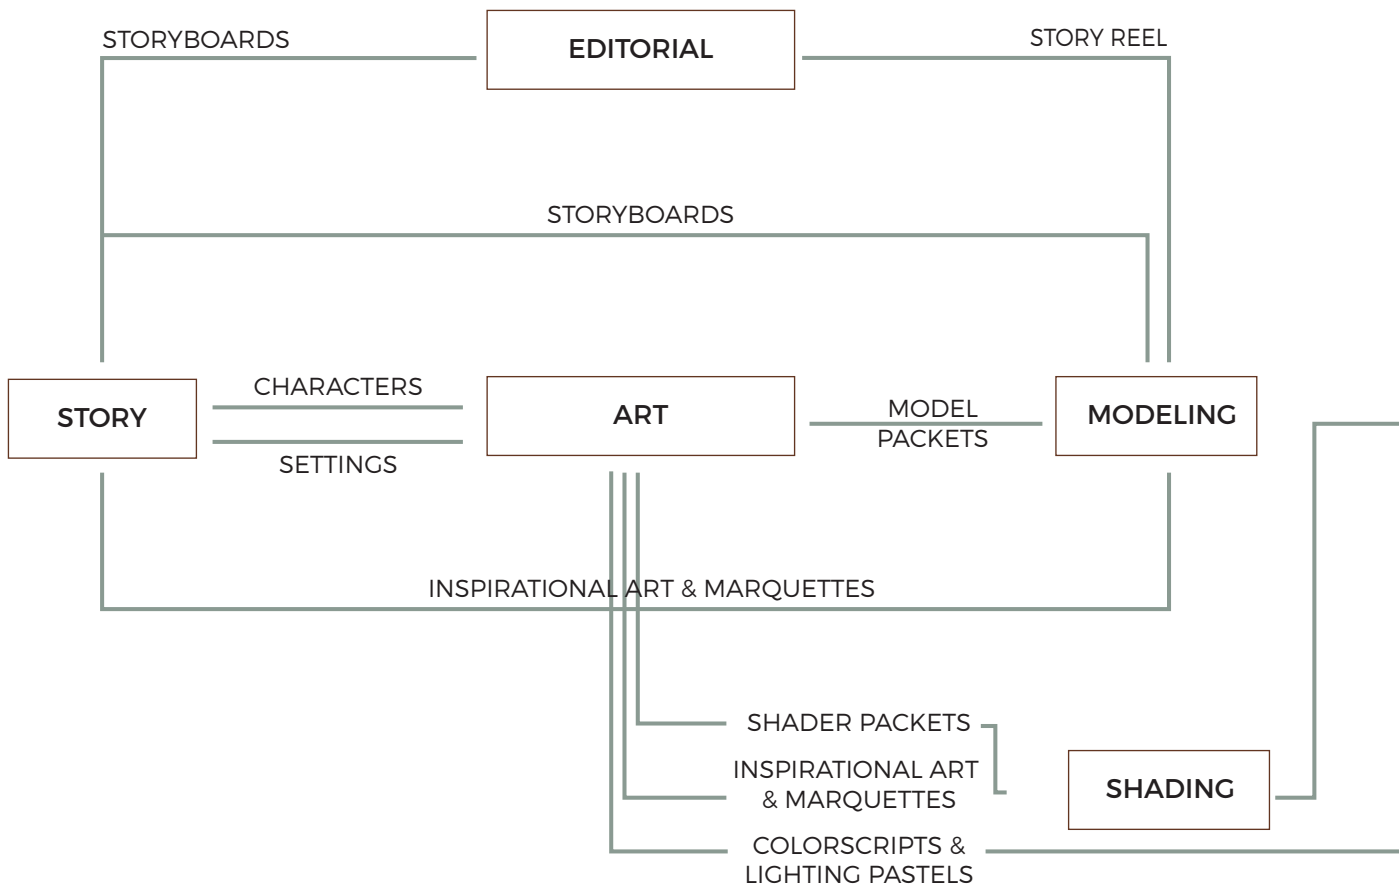 STORYBOARDS
EDITORIAL
STORY REEL
STORYBOARDS
STORY
CHARACTERS
SETTINGS
ART
MODEL
PACKETS
MODELING
INSPIRATIONAL ART & MARQUETTES
SHADER PACKETS
INSPIRATIONAL ART
& MARQUETTES
SHADING
COLORSCRIPTS &
LIGHTING PASTELS